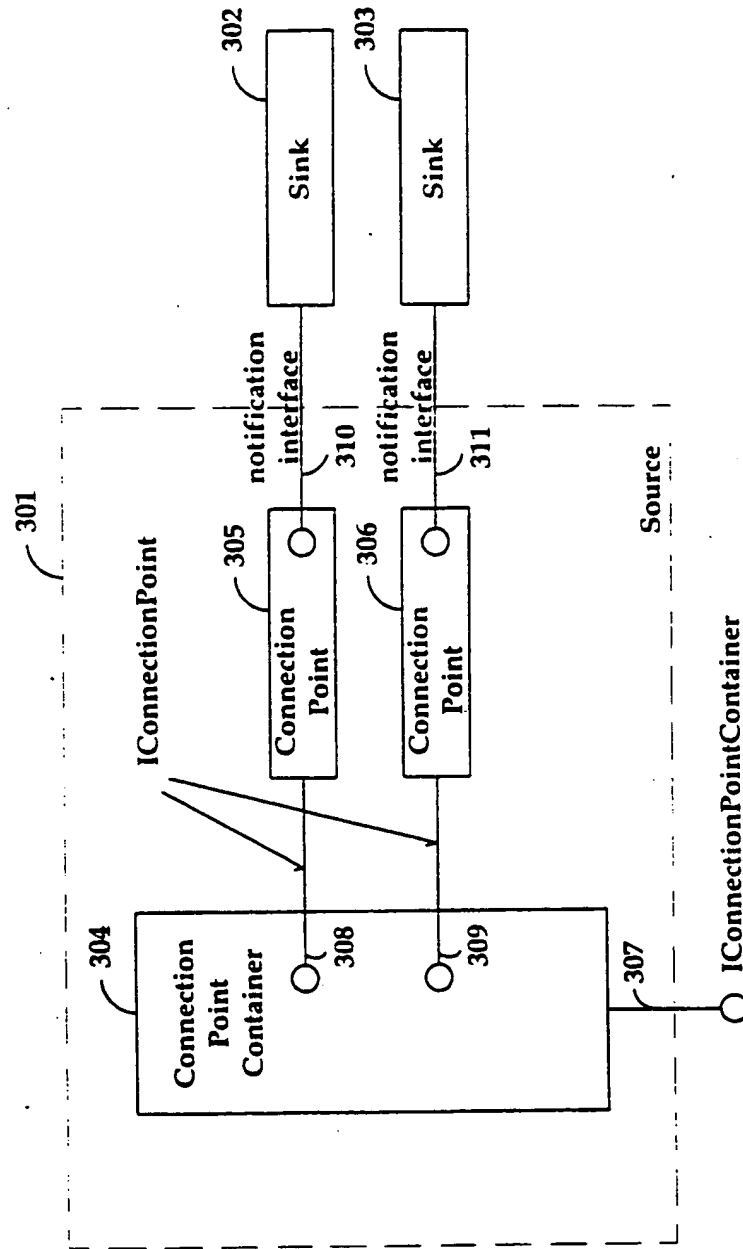 301
IConnectionPoint
304
Connection
Point
Container
308
309
305
Connection
Point
306
Connection
Point
notification
interface
310
notification
interface
311
302
Sink
303
Sink
Source
307
IConnectionPointContainer